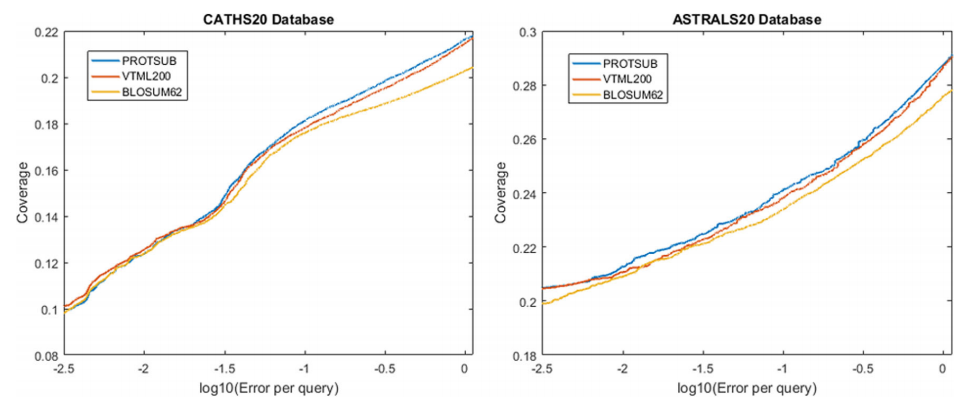 CATHS20 Database
0.22
0.2
0.18
0.16
0.14
0.12
0.1
0.08
Coverage
PROTSUB
VTML200
BLOSUM62
-2.5
-2
-1.5
-1
-0.5
0
log10(Error per query)
ASTRALS20 Database
0.3
0.28
0.26
0.24
0.22
0.2
0.18
Coverage
PROTSUB
VTML200
BLOSUM62
-2.5
-2
-1.5
-1
-0.5
0
log10(Error per query)